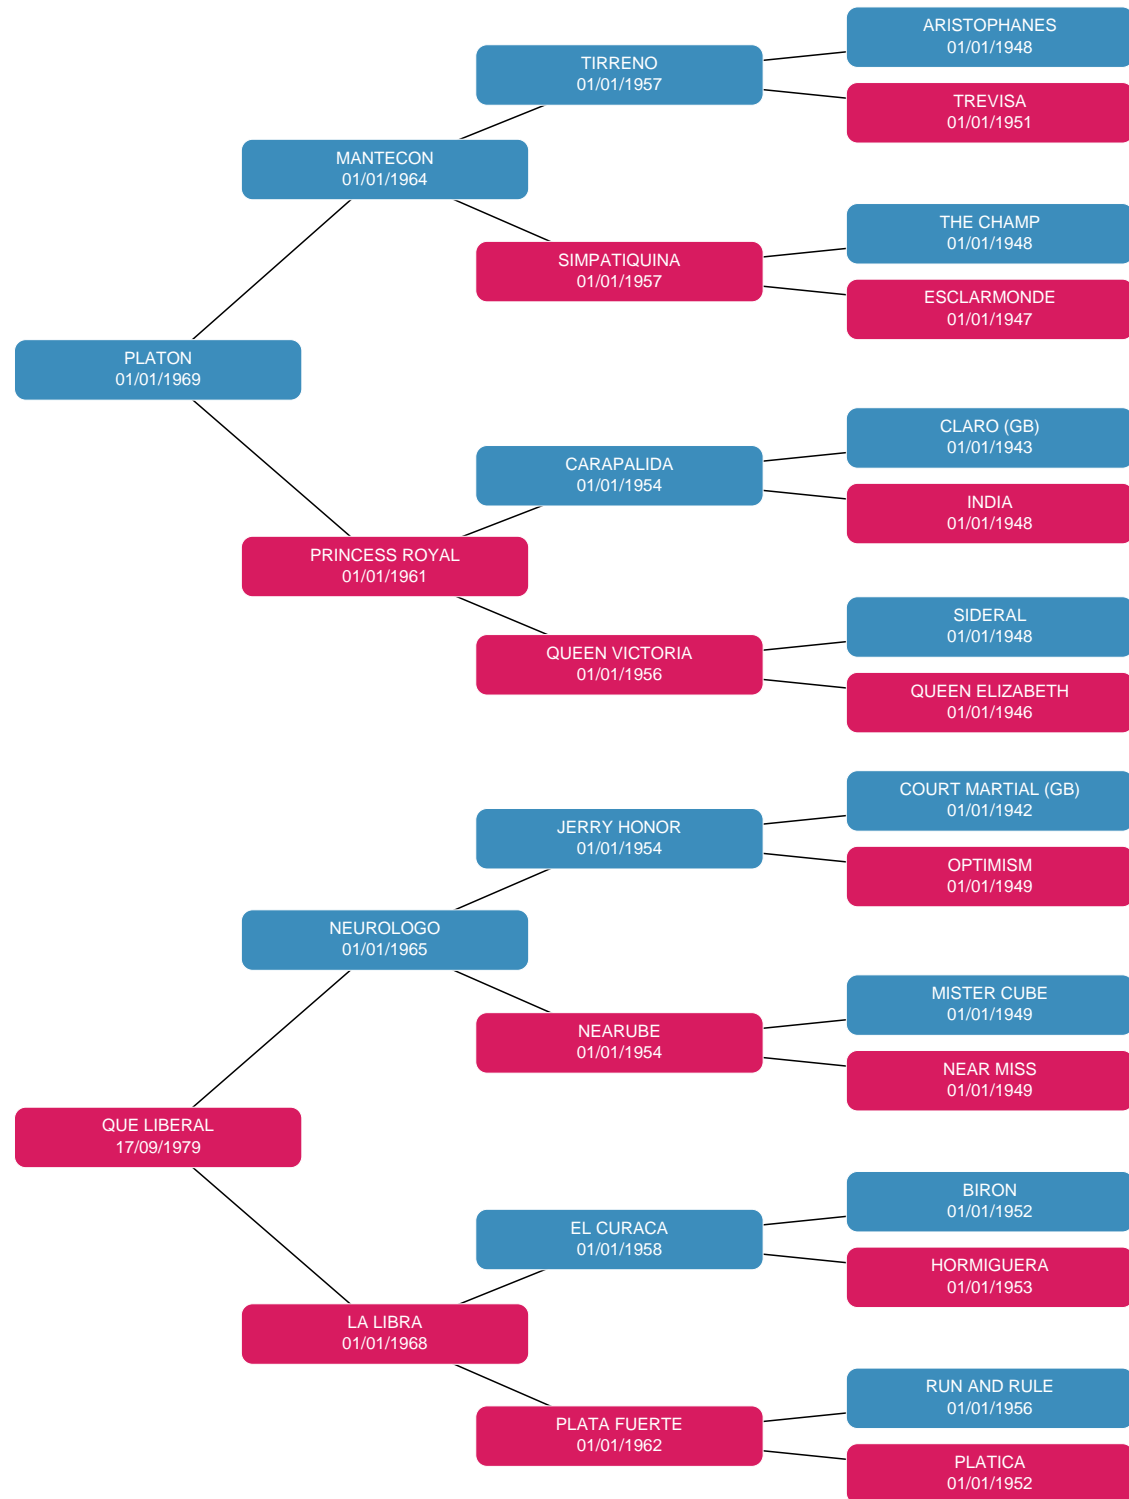 ARISTOPHANES
01/01/1948
TIRRENO
01/01/1957
TREVISA
01/01/1951
MANTECON
01/01/1964
THE CHAMP
01/01/1948
SIMPATIQUINA
01/01/1957
ESCLARMONDE
01/01/1947
PLATON
01/01/1969
CLARO (GB)
01/01/1943
CARAPALIDA
01/01/1954
INDIA
01/01/1948
PRINCESS ROYAL
01/01/1961
SIDERAL
01/01/1948
QUEEN VICTORIA
01/01/1956
QUEEN ELIZABETH
01/01/1946
COURT MARTIAL (GB)
01/01/1942
JERRY HONOR
01/01/1954
OPTIMISM
01/01/1949
NEUROLOGO
01/01/1965
MISTER CUBE
01/01/1949
NEARUBE
01/01/1954
NEAR MISS
01/01/1949
QUE LIBERAL
17/09/1979
BIRON
01/01/1952
EL CURACA
01/01/1958
HORMIGUERA
01/01/1953
LA LIBRA
01/01/1968
RUN AND RULE
01/01/1956
PLATA FUERTE
01/01/1962
PLATICA
01/01/1952